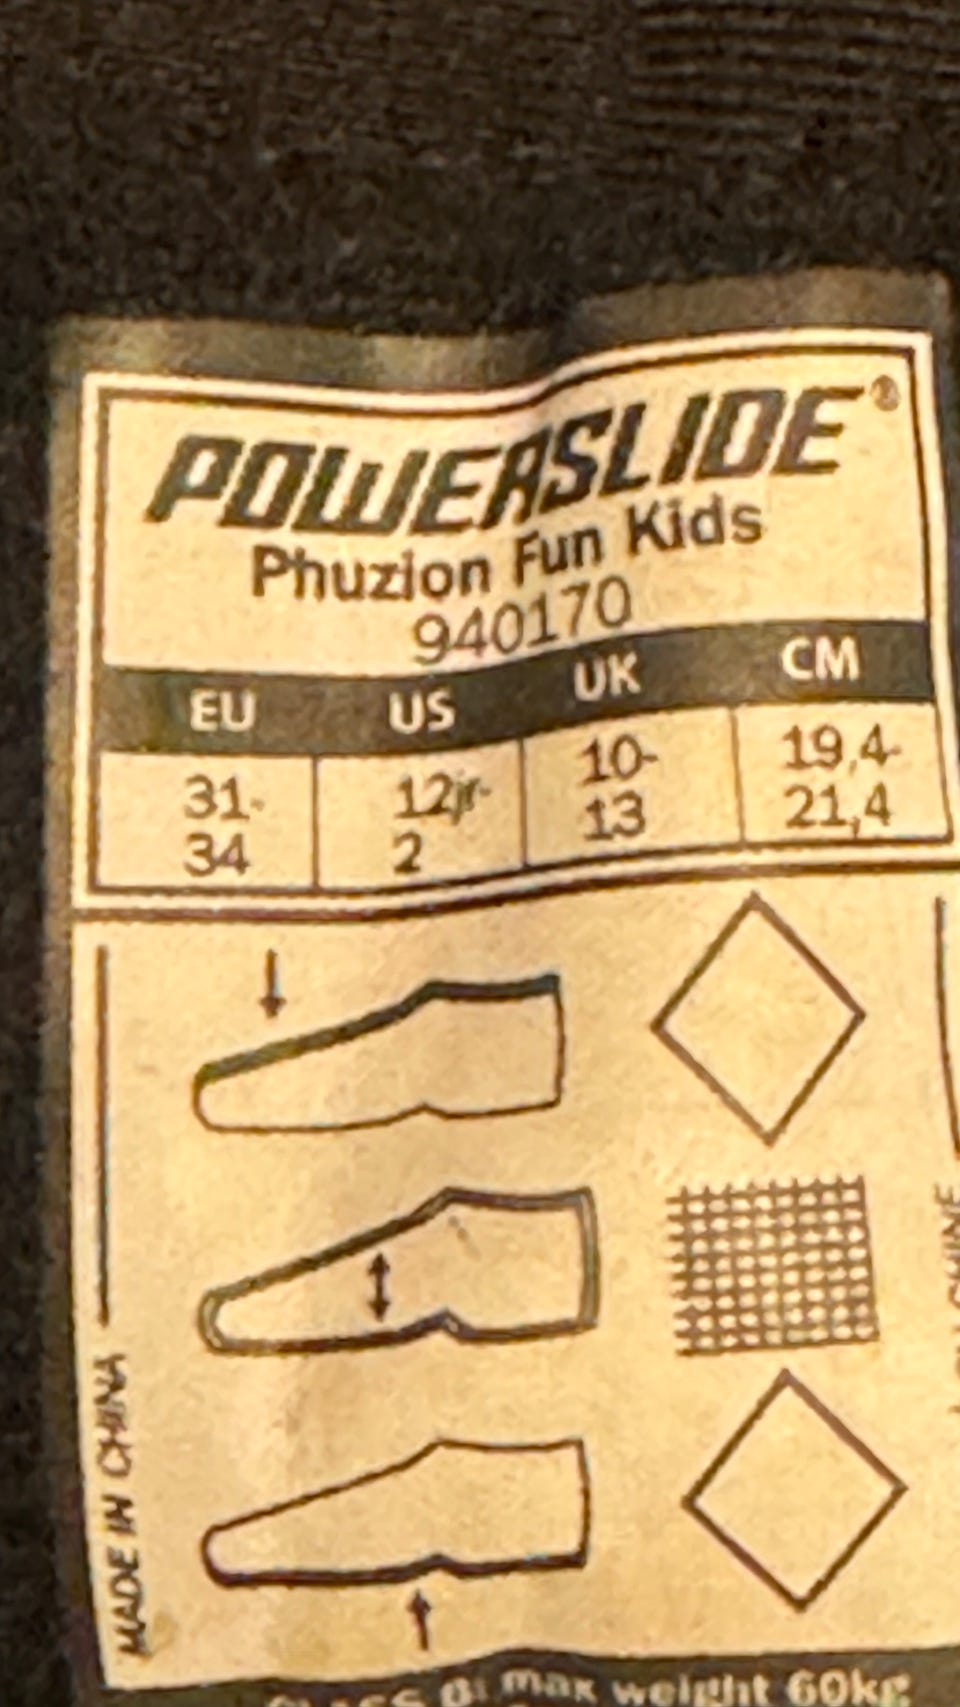 POWERSLIDE®
Phuzion Fun Kids
940170
EU US UK CM
31- 12jr- 10- 19,4-
34 2 13 21,4
MADE IN CHINA
CLASS B: max weight 60kg